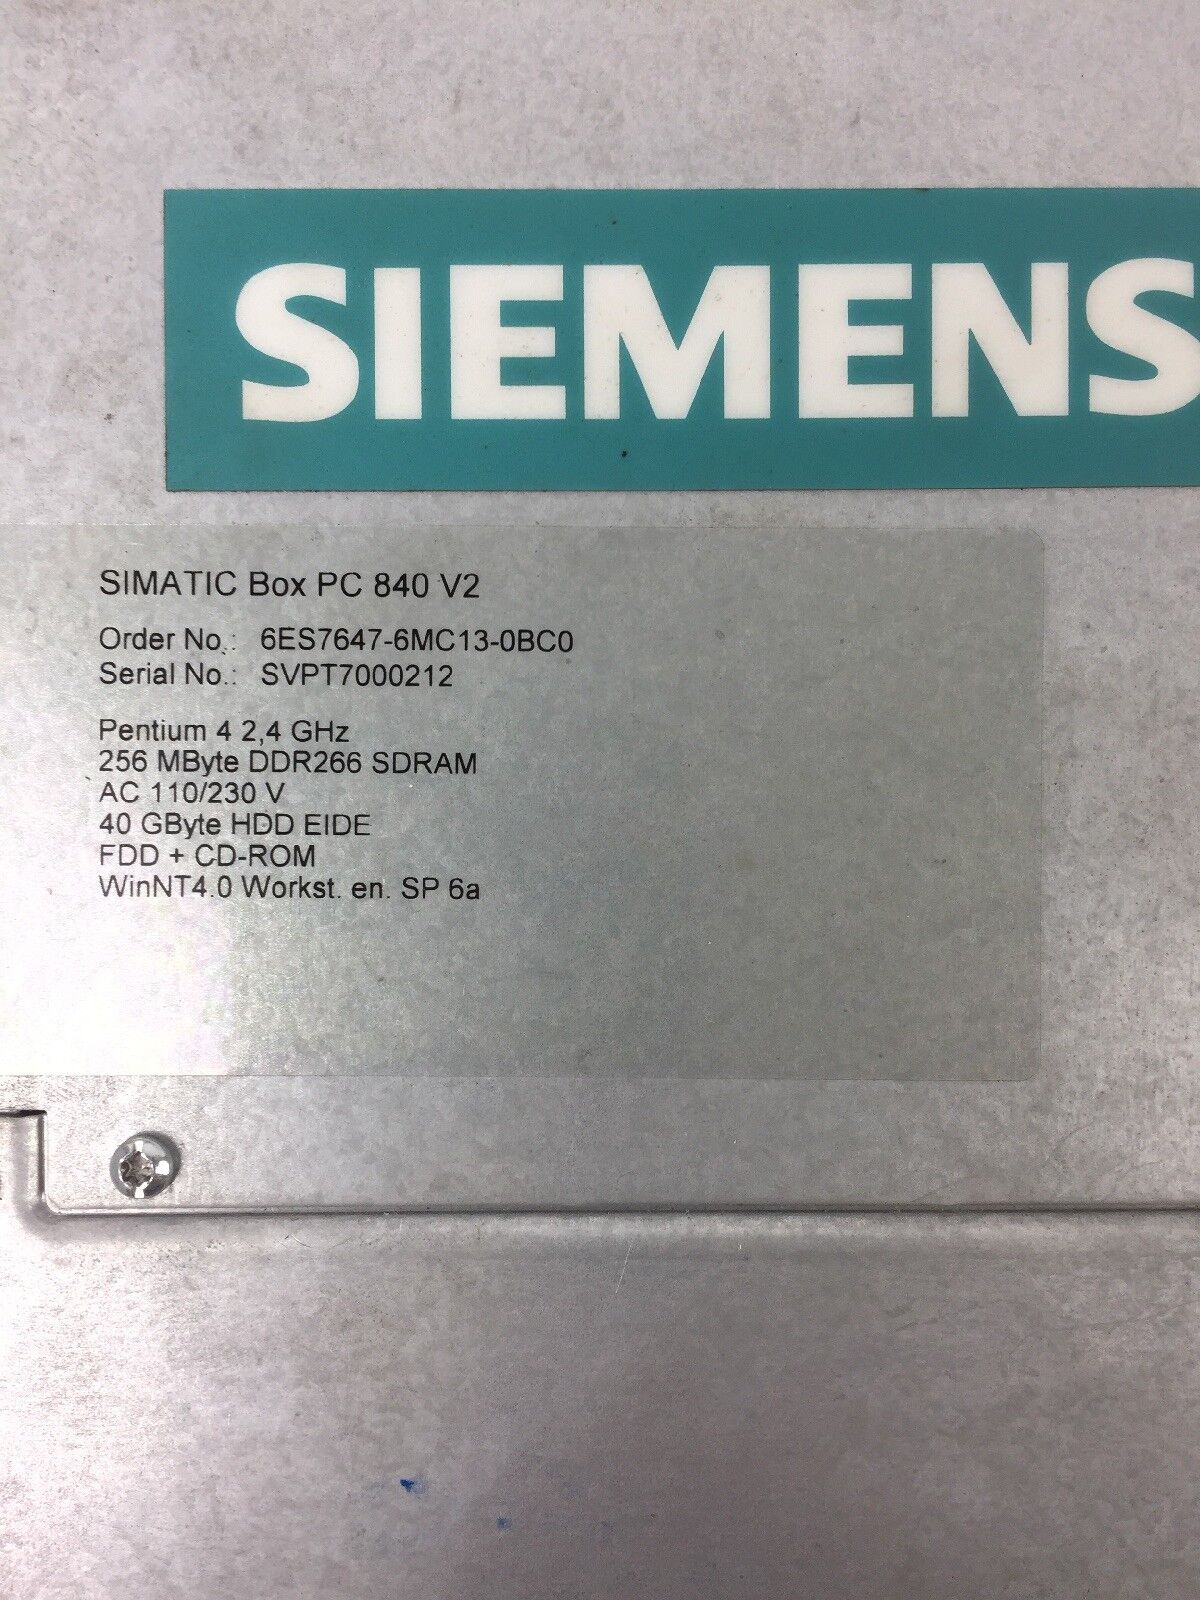 SIEMENS
SIMATIC Box PC 840 V2
Order No.: 6ES7647-6MC13-0BC0
Serial No.: SVPT7000212
Pentium 4 2,4 GHz
256 MByte DDR266 SDRAM
AC 110/230 V
40 GByte HDD EIDE
FDD + CD-ROM
WinNT4.0 Workst. en. SP 6a